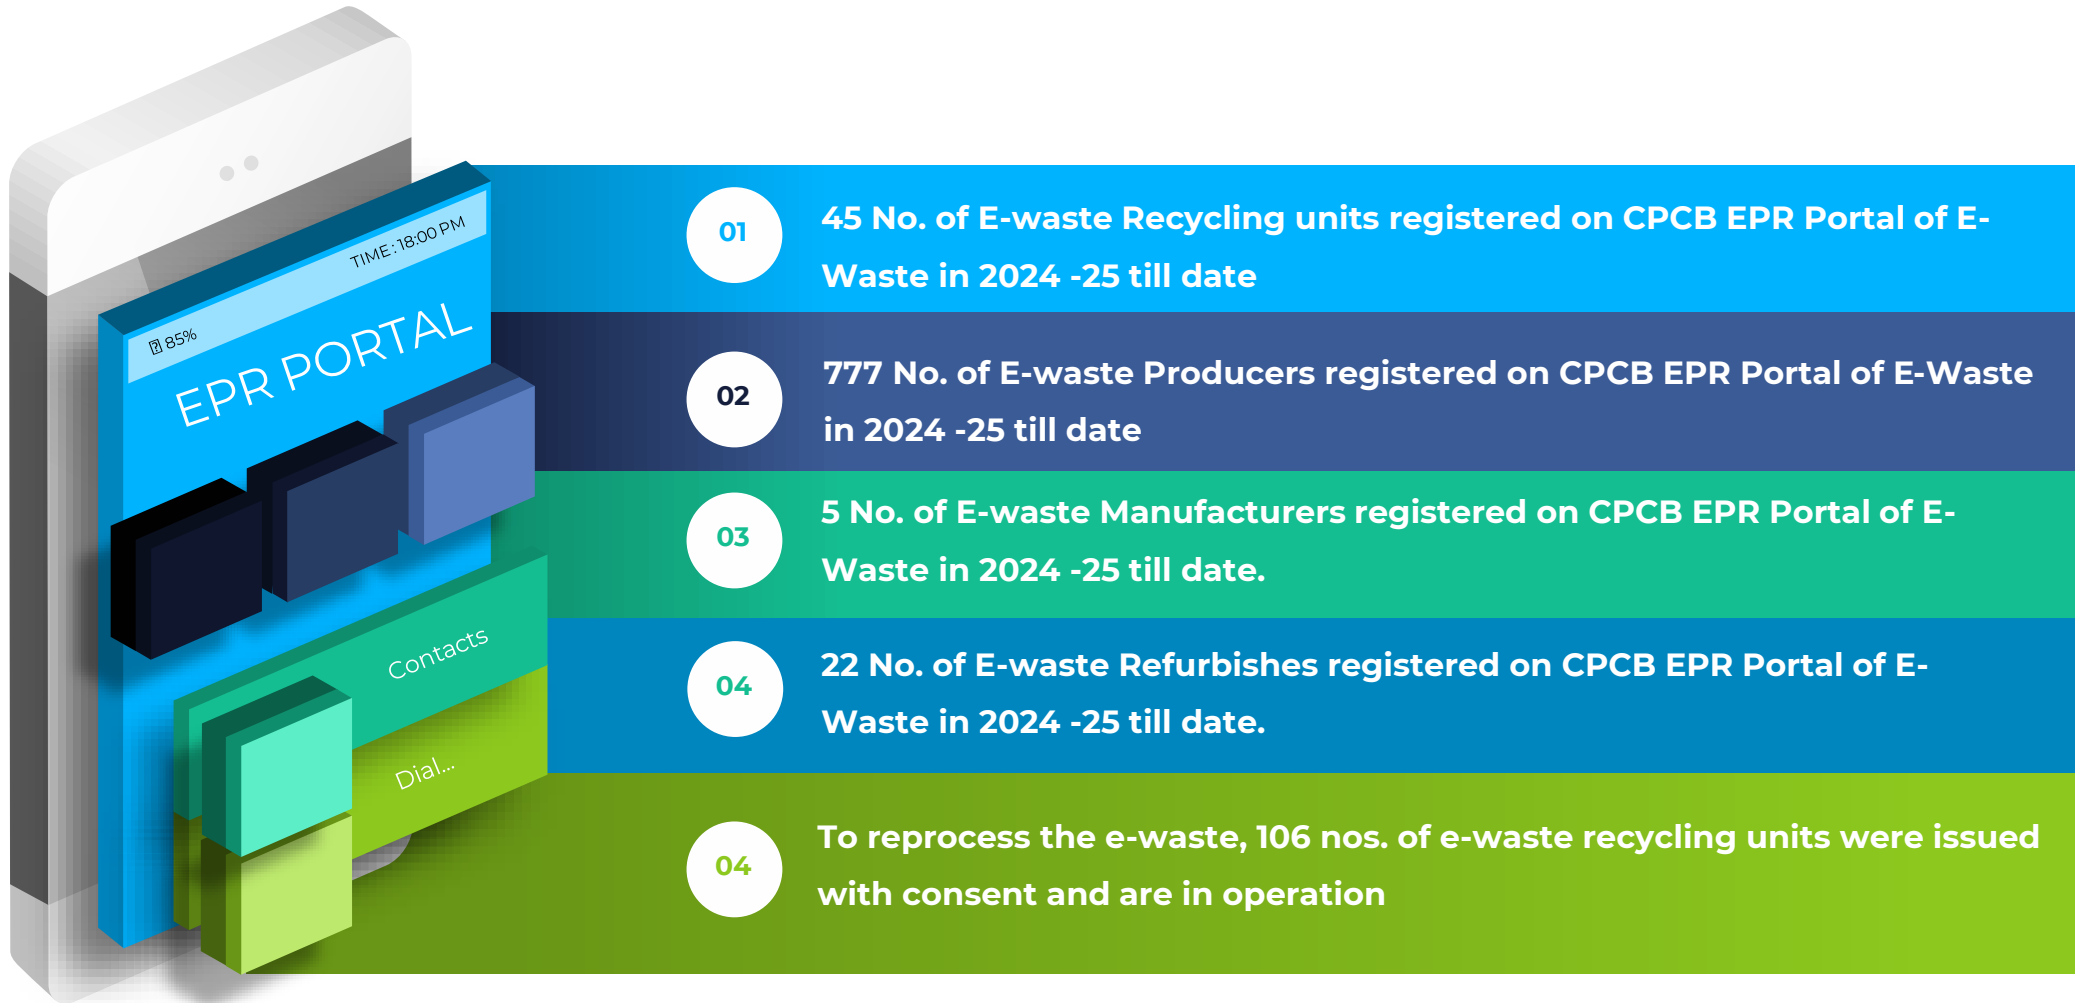 TIME : 18:00 PM
85%
EPR PORTAL
Contacts
Dial...
01
45 No. of E-waste Recycling units registered on CPCB EPR Portal of E-
Waste in 2024 -25 till date
02
777 No. of E-waste Producers registered on CPCB EPR Portal of E-Waste
in 2024 -25 till date
03
5 No. of E-waste Manufacturers registered on CPCB EPR Portal of E-
Waste in 2024 -25 till date.
04
22 No. of E-waste Refurbishes registered on CPCB EPR Portal of E-
Waste in 2024 -25 till date.
04
To reprocess the e-waste, 106 nos. of e-waste recycling units were issued
with consent and are in operation